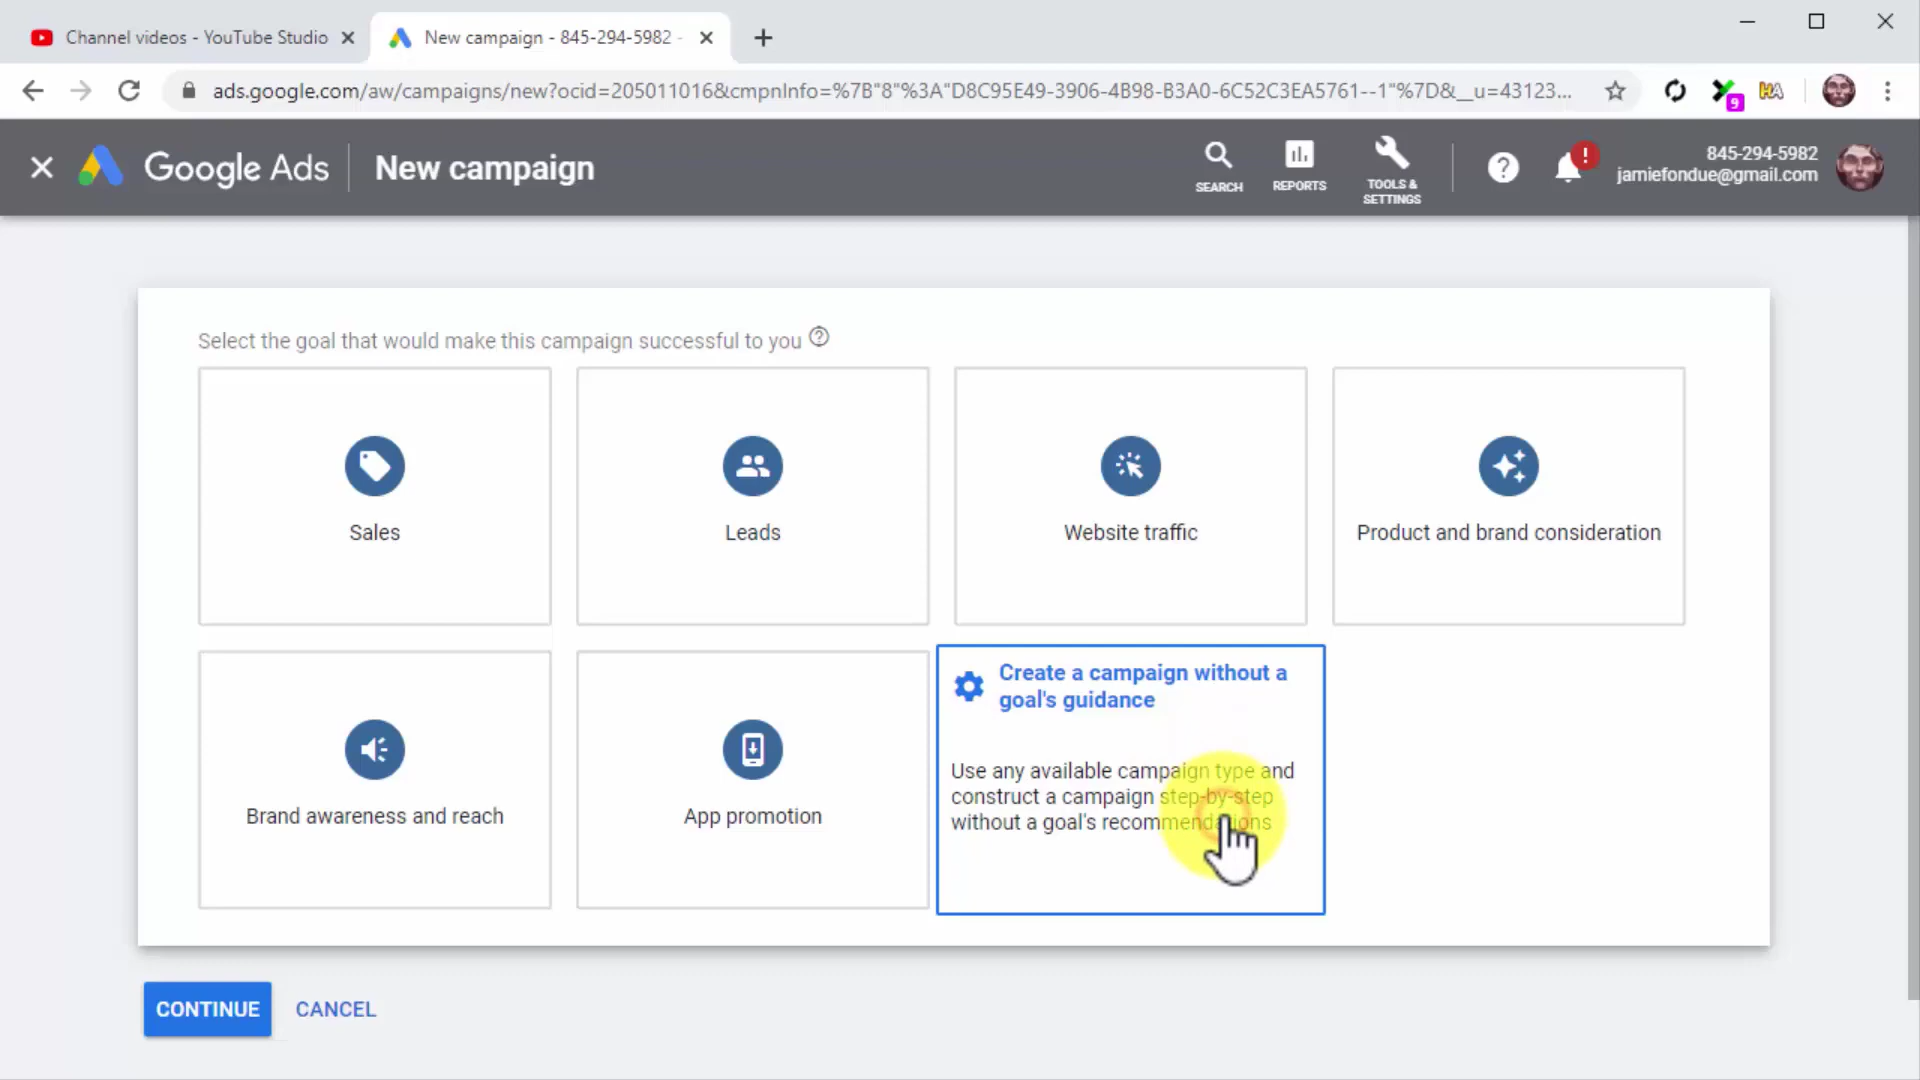 Channel videos - YouTube Studio
New campaign - 845-294-5982 -
ads.google.com/aw/campaigns/new?ocid=205011016&cmpnInfo=%7B"8"%3A"D8C95E49-3906-4B98-B3A0-6C52C3EA5761--1"%7D&__u=43123...
9
HA
Google Ads
New campaign
SEARCH
REPORTS
TOOLS &
SETTINGS
?
!
845-294-5982
jamiefondue@gmail.com
Select the goal that would make this campaign successful to you ?
Sales
Leads
Website traffic
Product and brand consideration
Brand awareness and reach
App promotion
Create a campaign without a
goal's guidance
Use any available campaign type and
construct a campaign step-by-step
without a goal's recommendations
CONTINUE
CANCEL